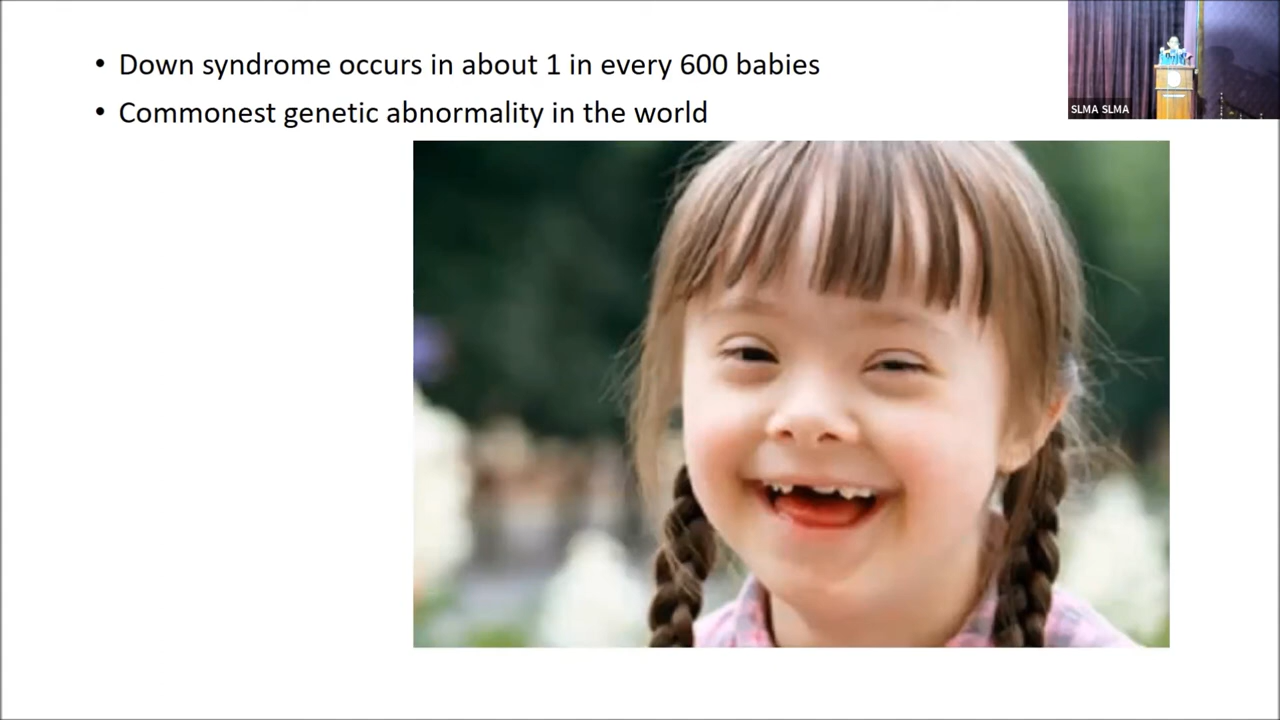 • Down syndrome occurs in about 1 in every 600 babies
• Commonest genetic abnormality in the world
SLMA SLMA